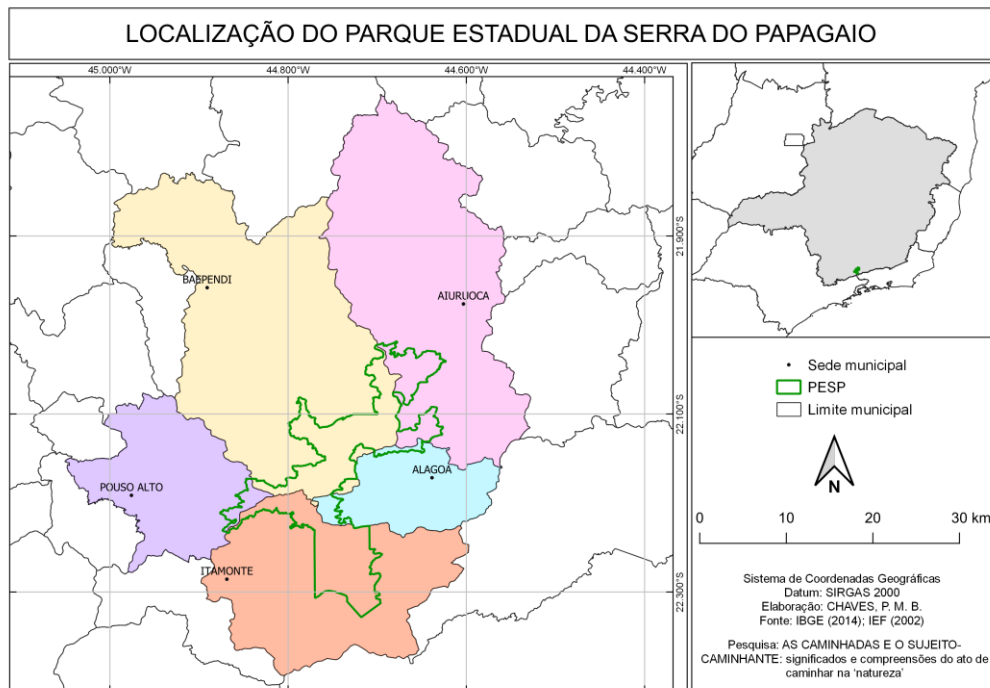 LOCALIZAÇÃO DO PARQUE ESTADUAL DA SERRA DO PAPAGAIO
45.000°W
44.800°W
44.600°W
44.400°W
21.900°S
22.100°S
22.300°S
BAEPENDI
AIURUOCA
POUSO ALTO
ALAGOA
ITAMONTE
Sede municipal
PESP
Limite municipal
N
0 10 20 30 km
Sistema de Coordenadas Geográficas
Datum: SIRGAS 2000
Elaboração: CHAVES, P. M. B.
Fonte: IBGE (2014); IEF (2002)
Pesquisa: AS CAMINHADAS E O SUJEITO-
CAMINHANTE: significados e compreensões do ato de
caminhar na 'natureza'